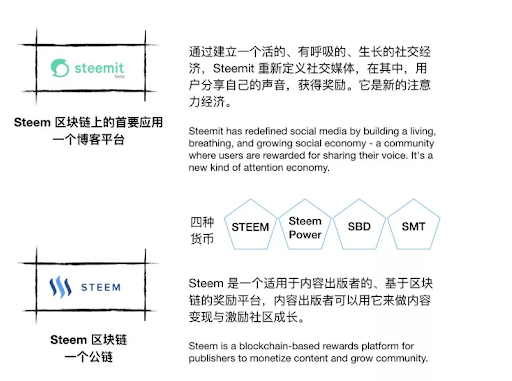 steemit
beta
Steem 区块链上的首要应用
一个博客平台
通过建立一个活的、有呼吸的、生长的社交经
济，Steemit 重新定义社交媒体，在其中，用
户分享自己的声音，获得奖励。它是新的注意
力经济。
Steemit has redefined social media by building a living,
breathing, and growing social economy - a community
where users are rewarded for sharing their voice. It's a
new kind of attention economy.
四种
货币
STEEM
Steem
Power
SBD
SMT
STEEM
Steem 区块链
一个公链
Steem 是一个适用于内容出版者的、基于区块
链的奖励平台，内容出版者可以用它来做内容
变现与激励社区成长。
Steem is a blockchain-based rewards platform for
publishers to monetize content and grow community.